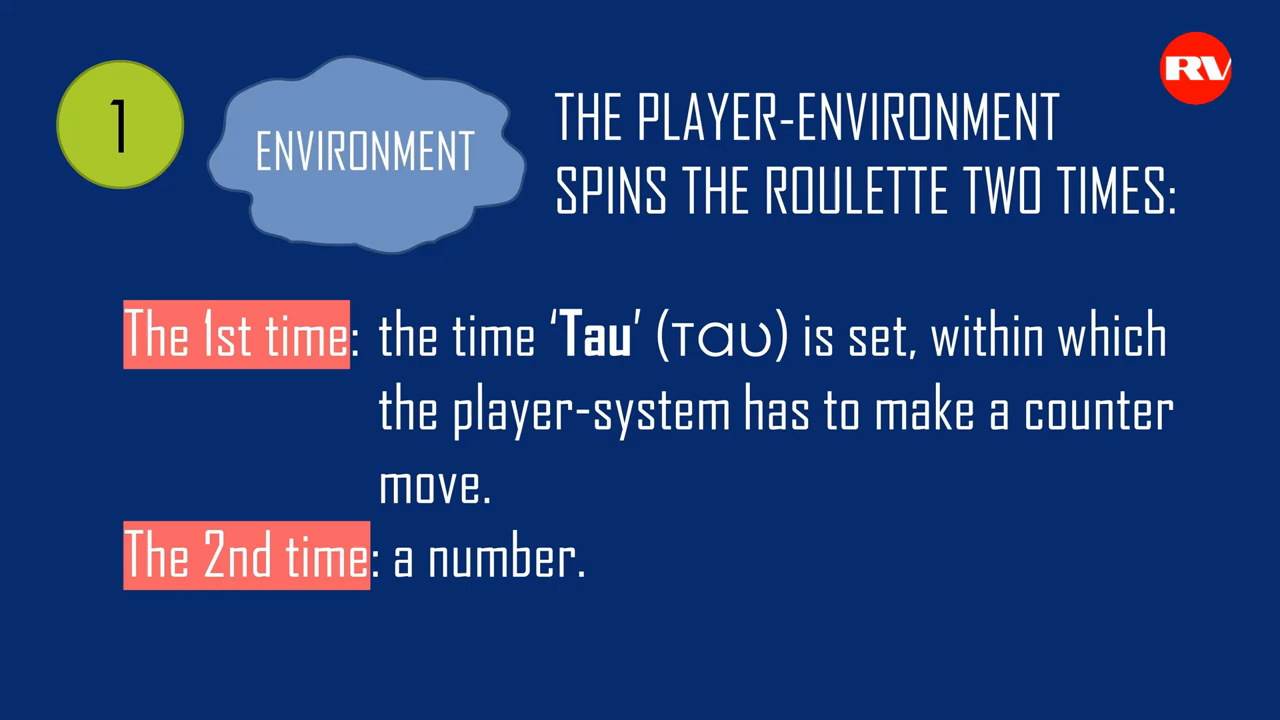 1
ENVIRONMENT
THE PLAYER-ENVIRONMENT
SPINS THE ROULETTE TWO TIMES:
RV
The 1st time: the time ‘Tau’ (ταυ) is set, within which
the player-system has to make a counter
move.
The 2nd time: a number.